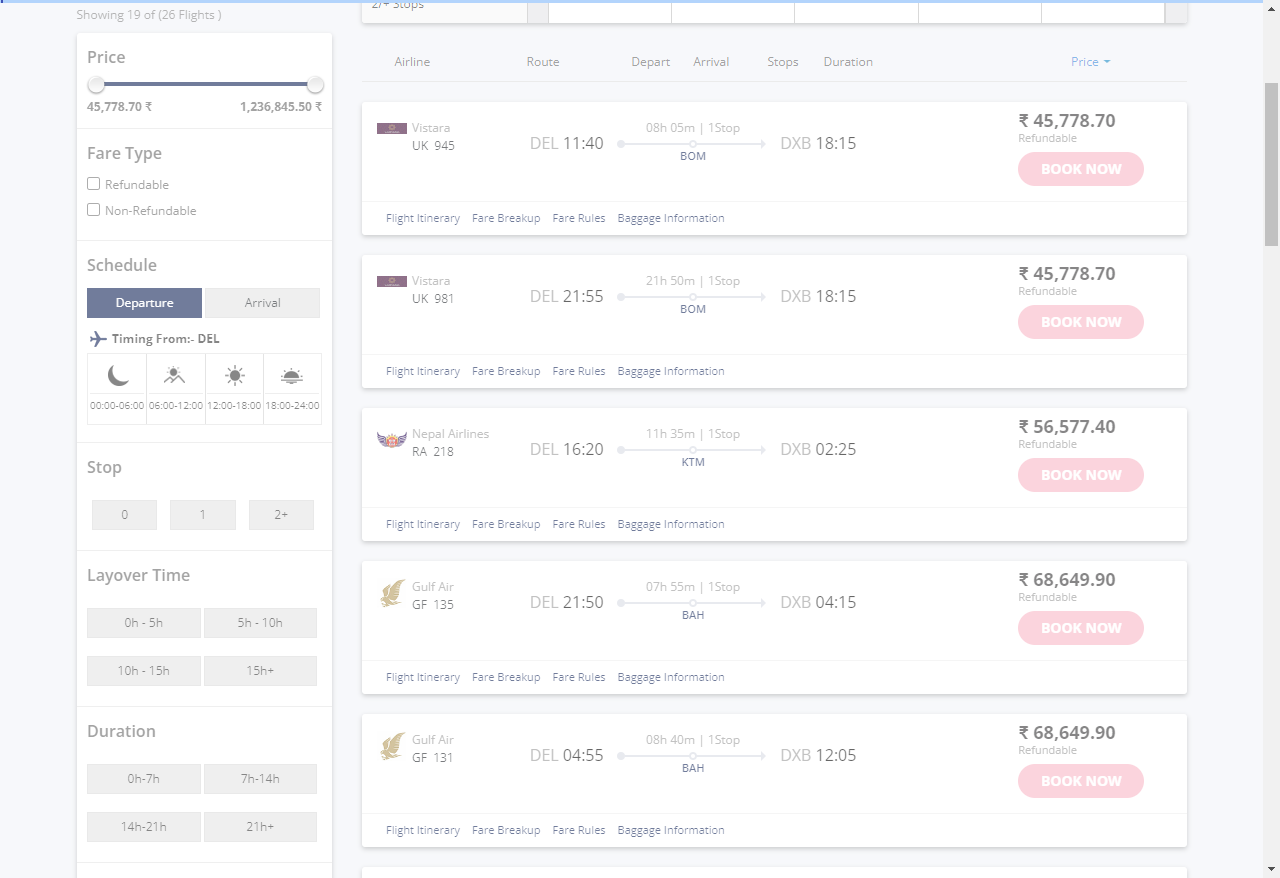 Showing 19 of (26 Flights )
Price
45,778.70 ₹ 1,236,845.50 ₹
Fare Type
Refundable
Non-Refundable
Schedule
Departure Arrival
Timing From:- DEL
00:00-06:00 06:00-12:00 12:00-18:00 18:00-24:00
Stop
0 1 2+
Layover Time
0h - 5h 5h - 10h
10h - 15h 15h+
Duration
0h-7h 7h-14h
14h-21h 21h+
2/+ Stops
Airline Route Depart Arrival Stops Duration Price
Vistara
UK 945
DEL 11:40
08h 05m | 1Stop
BOM
DXB 18:15
₹ 45,778.70
Refundable
BOOK NOW
Flight Itinerary Fare Breakup Fare Rules Baggage Information
Vistara
UK 981
DEL 21:55
21h 50m | 1Stop
BOM
DXB 18:15
₹ 45,778.70
Refundable
BOOK NOW
Flight Itinerary Fare Breakup Fare Rules Baggage Information
Nepal Airlines
RA 218
DEL 16:20
11h 35m | 1Stop
KTM
DXB 02:25
₹ 56,577.40
Refundable
BOOK NOW
Flight Itinerary Fare Breakup Fare Rules Baggage Information
Gulf Air
GF 135
DEL 21:50
07h 55m | 1Stop
BAH
DXB 04:15
₹ 68,649.90
Refundable
BOOK NOW
Flight Itinerary Fare Breakup Fare Rules Baggage Information
Gulf Air
GF 131
DEL 04:55
08h 40m | 1Stop
BAH
DXB 12:05
₹ 68,649.90
Refundable
BOOK NOW
Flight Itinerary Fare Breakup Fare Rules Baggage Information